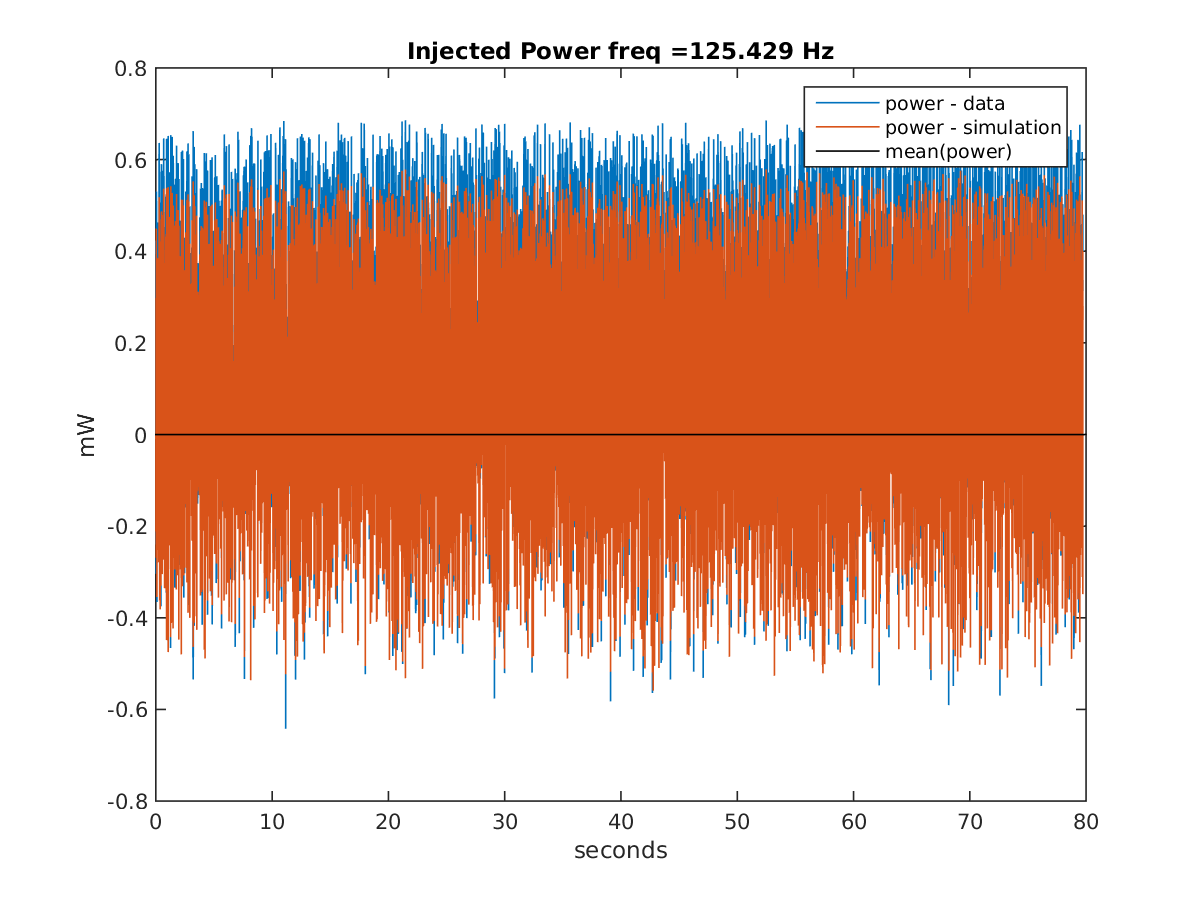 Injected Power freq =125.429 Hz
power - data
power - simulation
mean(power)
0.8
0.6
0.4
0.2
0
-0.2
-0.4
-0.6
-0.8
mW
0 10 20 30 40 50 60 70 80
seconds